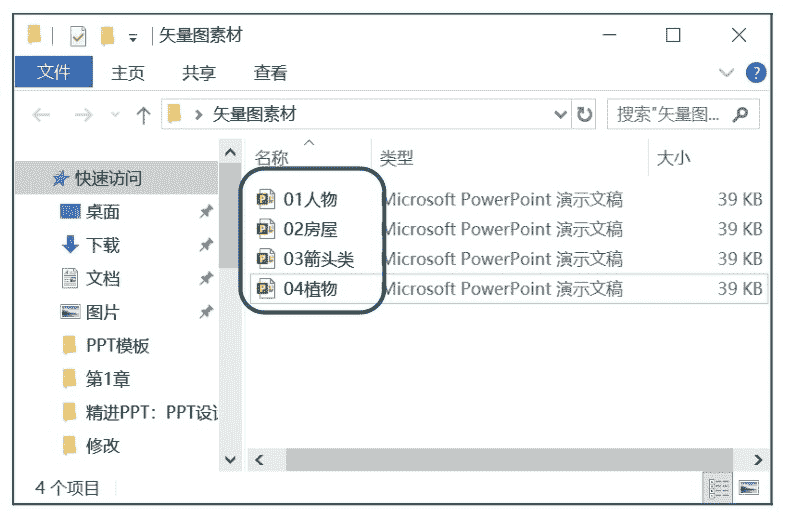 矢量图素材
文件 主页 共享 查看
矢量图素材 搜索"矢量图...
名称 类型 大小
快速访问
桌面
下载
文档
图片
PPT模板
第1章
精进PPT：PPT设计
修改
01人物 Microsoft PowerPoint 演示文稿 39 KB
02房屋 Microsoft PowerPoint 演示文稿 39 KB
03箭头类 Microsoft PowerPoint 演示文稿 39 KB
04植物 Microsoft PowerPoint 演示文稿 39 KB
4 个项目